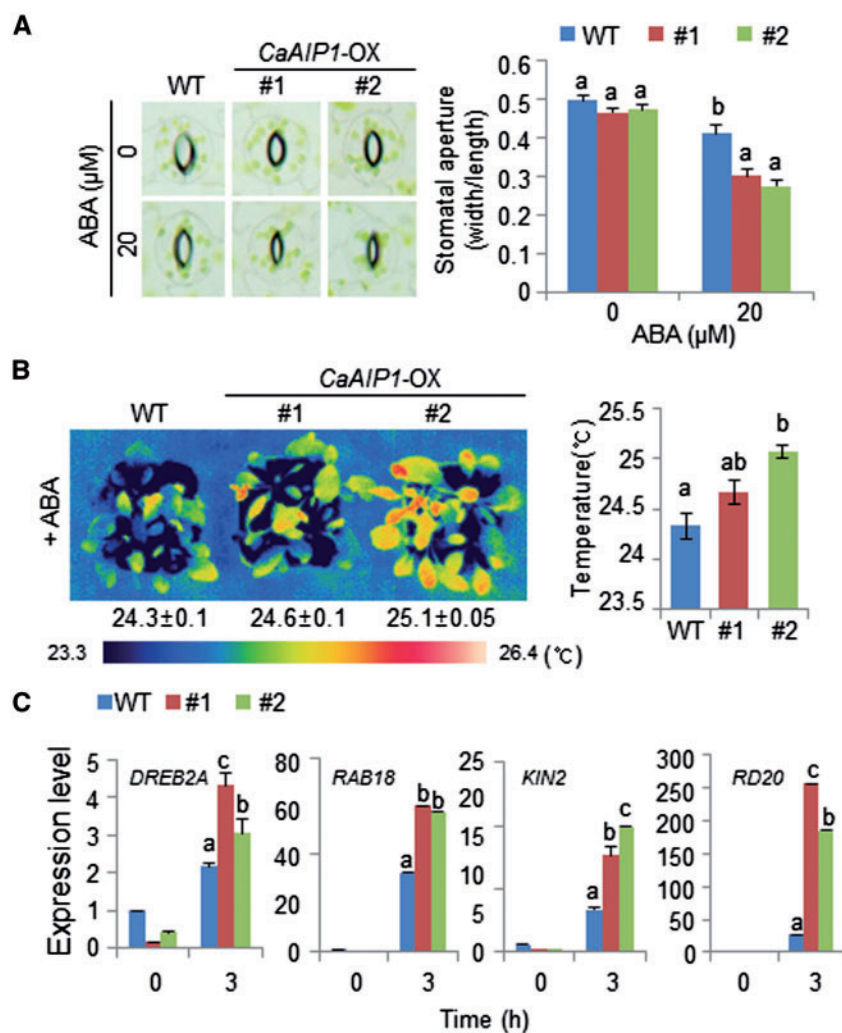 A
CaAIP1-OX
WT #1 #2
ABA (µM)
0
20
WT #1 #2
Stomatal aperture
(width/length)
0.6
0.5
0.4
0.3
0.2
0.1
0
a a a
b a a
0 20
ABA (µM)
B
CaAIP1-OX
WT #1 #2
+ ABA
24.3±0.1 24.6±0.1 25.1±0.05
23.3 26.4 (℃)
Temperature(℃)
25.5
25
24.5
24
23.5
a ab b
WT #1 #2
C
WT #1 #2
Expression level
DREB2A
5
4
3
2
1
0
a c b
0 3
RAB18
80
60
40
20
0
a b b
0 3
KIN2
25
20
15
10
5
0
a b c
0 3
RD20
300
250
200
150
100
50
0
a c b
0 3
Time (h)